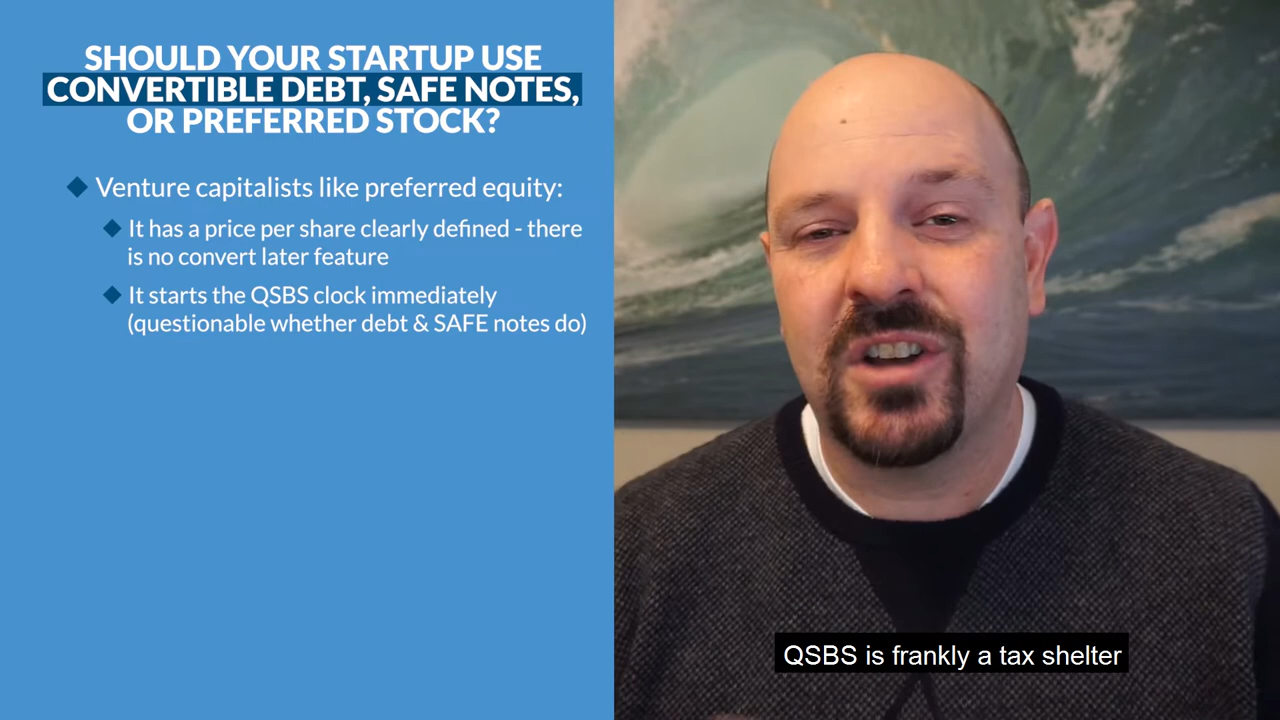 SHOULD YOUR STARTUP USE
CONVERTIBLE DEBT, SAFE NOTES,
OR PREFERRED STOCK?
Venture capitalists like preferred equity:
It has a price per share clearly defined - there
is no convert later feature
It starts the QSBS clock immediately
(questionable whether debt & SAFE notes do)
QSBS is frankly a tax shelter